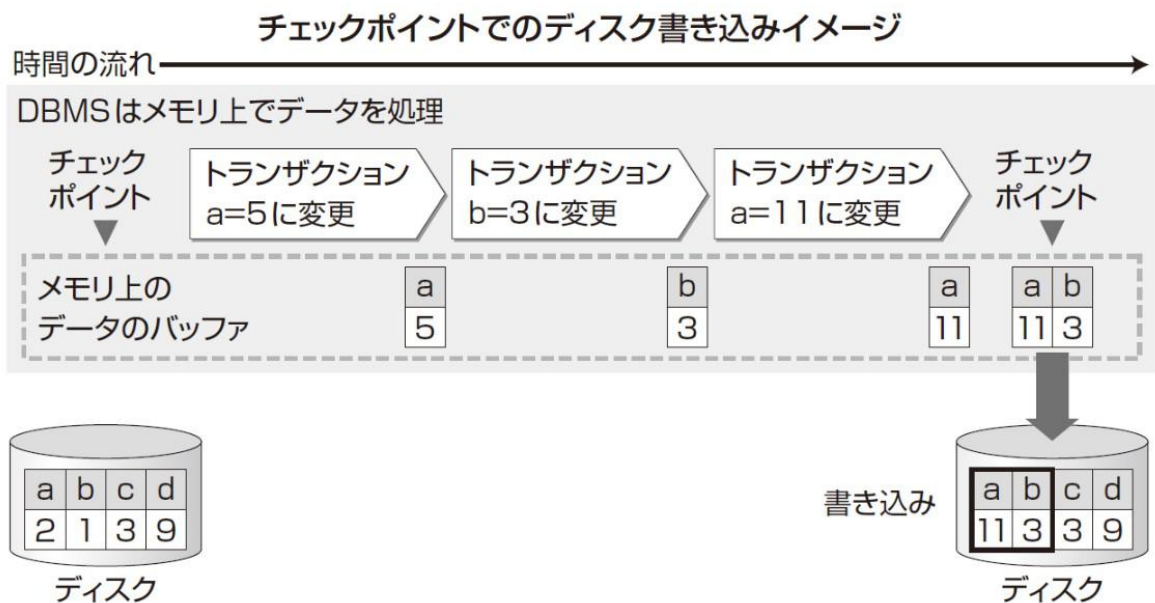 チェックポイントでのディスク書き込みイメージ
時間の流れ
DBMSはメモリ上でデータを処理
チェック
ポイント
トランザクション
a=5に変更
トランザクション
b=3に変更
トランザクション
a=11に変更
チェック
ポイント
メモリ上の
データのバッファ
a
5
b
3
a
11
a b
11 3
a b c d
2 1 3 9
ディスク
書き込み
a b c d
11 3 3 9
ディスク